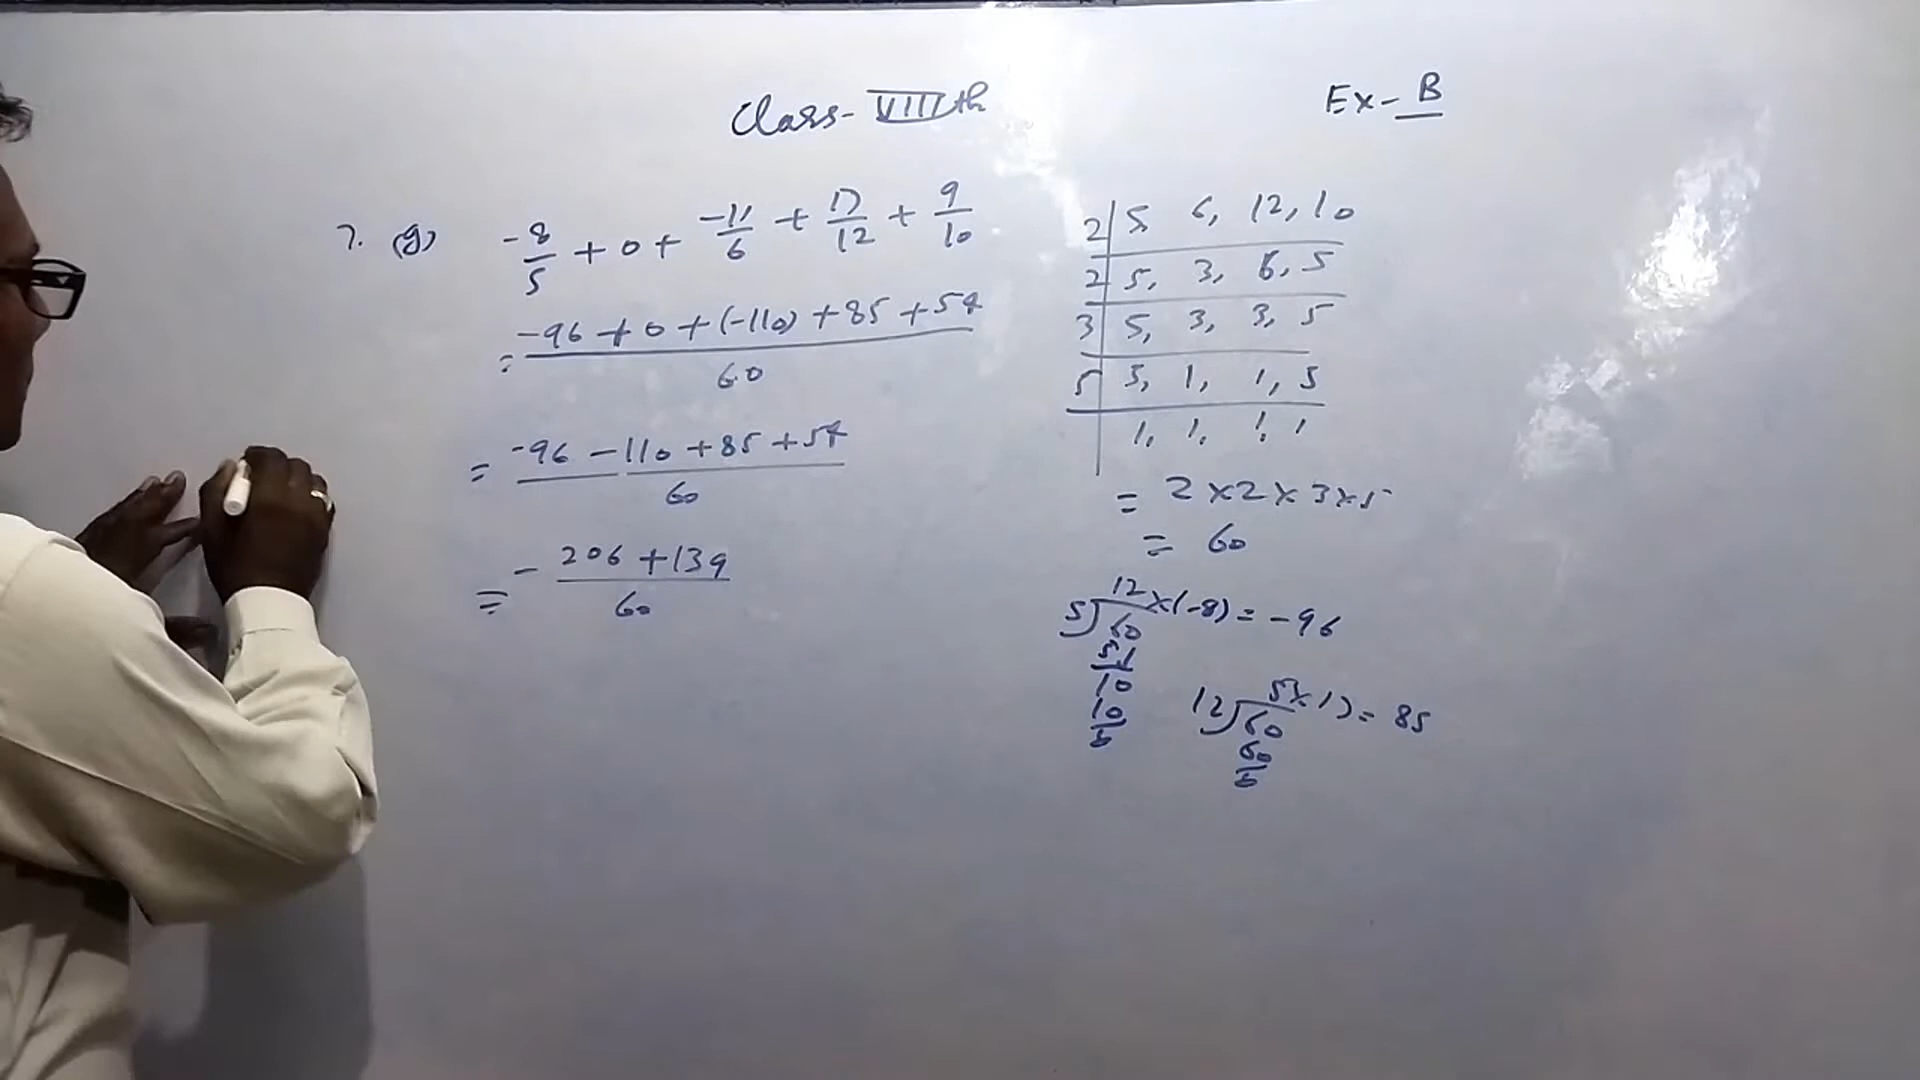 Class- VIIIth
Ex- B
7. (g) -8/5 + 0 + -11/6 + 17/12 + 9/10
= -96 + 0 + (-110) + 85 + 54 / 60
= -96 - 110 + 85 + 54 / 60
= - 206 + 139 / 60
2 | 5, 6, 12, 10
2 | 5, 3, 6, 5
3 | 5, 3, 3, 5
5 | 5, 1, 1, 5
1, 1, 1, 1
= 2 x 2 x 3 x 5
= 60
12 x (-8) = -96
5) 60
5
10
10
0
5 x 17 = 85
12) 60
60
0